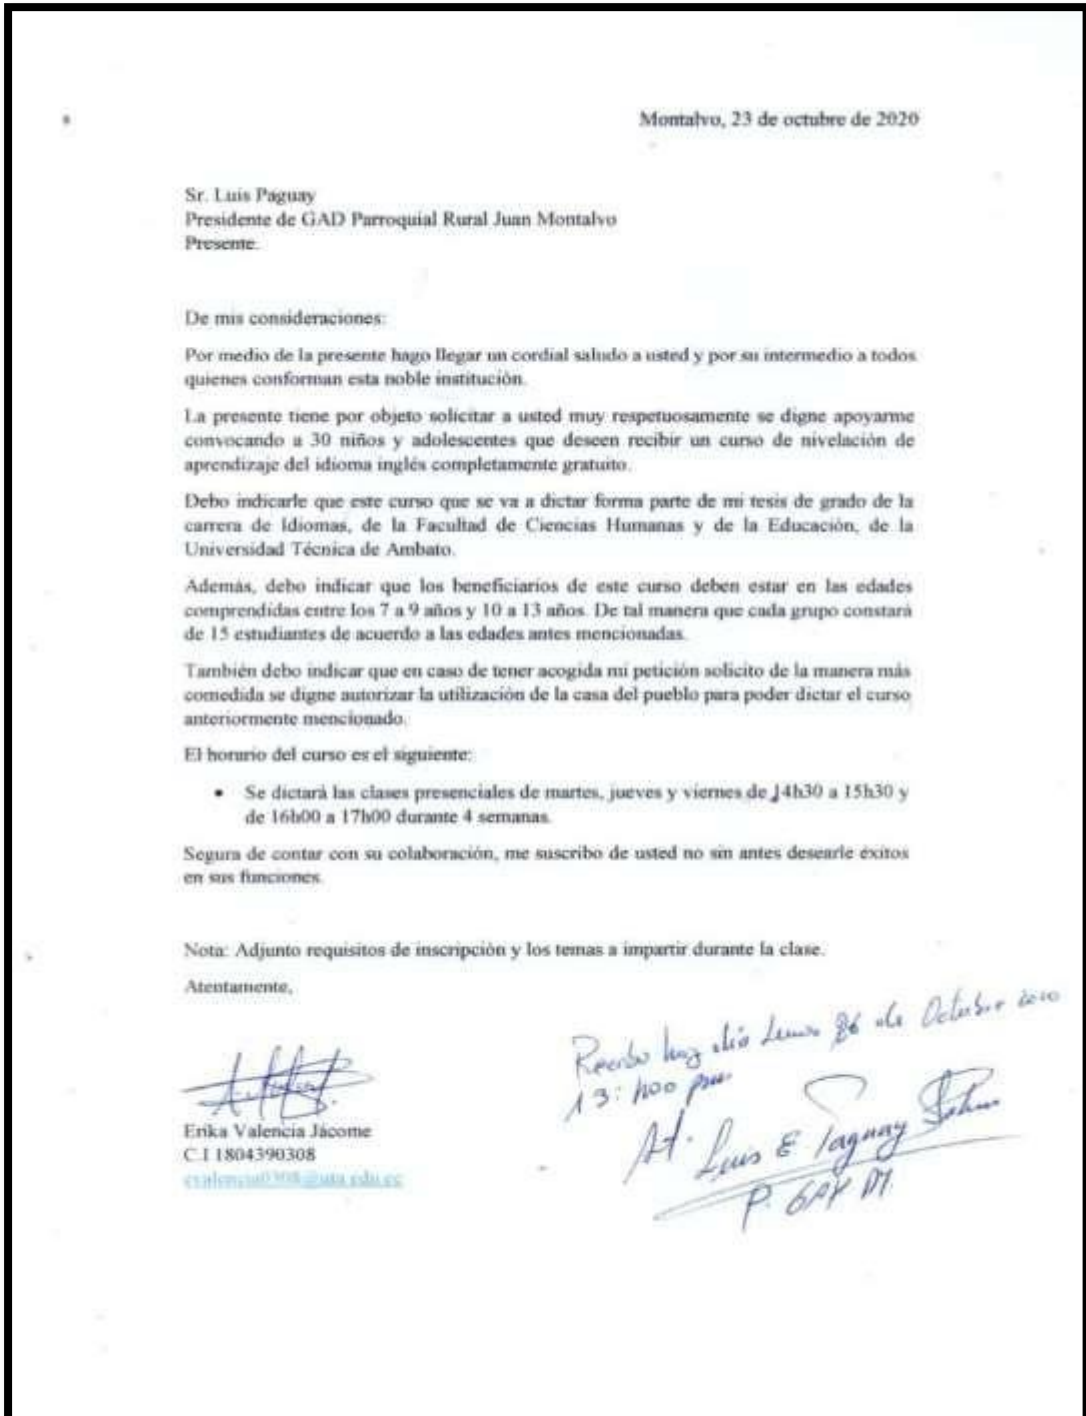 Montalvo, 23 de octubre de 2020
Sr. Luis Paguay
Presidente de GAD Parroquial Rural Juan Montalvo
Presente.
De mis consideraciones:
Por medio de la presente hago llegar un cordial saludo a usted y por su intermedio a todos
quienes conforman esta noble institución.
La presente tiene por objeto solicitar a usted muy respetuosamente se digne apoyarme
convocando a 30 niños y adolescentes que deseen recibir un curso de nivelación de
aprendizaje del idioma inglés completamente gratuito.
Debo indicarle que este curso que se va a dictar forma parte de mi tesis de grado de la
carrera de Idiomas, de la Facultad de Ciencias Humanas y de la Educación, de la
Universidad Técnica de Ambato.
Además, debo indicar que los beneficiarios de este curso deben estar en las edades
comprendidas entre los 7 a 9 años y 10 a 13 años. De tal manera que cada grupo constará
de 15 estudiantes de acuerdo a las edades antes mencionadas.
También debo indicar que en caso de tener acogida mi petición solicito de la manera más
comedida se digne autorizar la utilización de la casa del pueblo para poder dictar el curso
anteriormente mencionado.
El horario del curso es el siguiente:
• Se dictará las clases presenciales de martes, jueves y viernes de 14h30 a 15h30 y
de 16h00 a 17h00 durante 4 semanas.
Segura de contar con su colaboración, me suscribo de usted no sin antes desearle éxitos
en sus funciones.
Nota: Adjunto requisitos de inscripción y los temas a impartir durante la clase.
Atentamente,
Recibo hoy día Lunes 26 de Octubre
13:h00 pm
At. Luis E Paguay
Erika Valencia Jácome
C.I 1804390308
evalencia0308@uta.edu.ec
P.